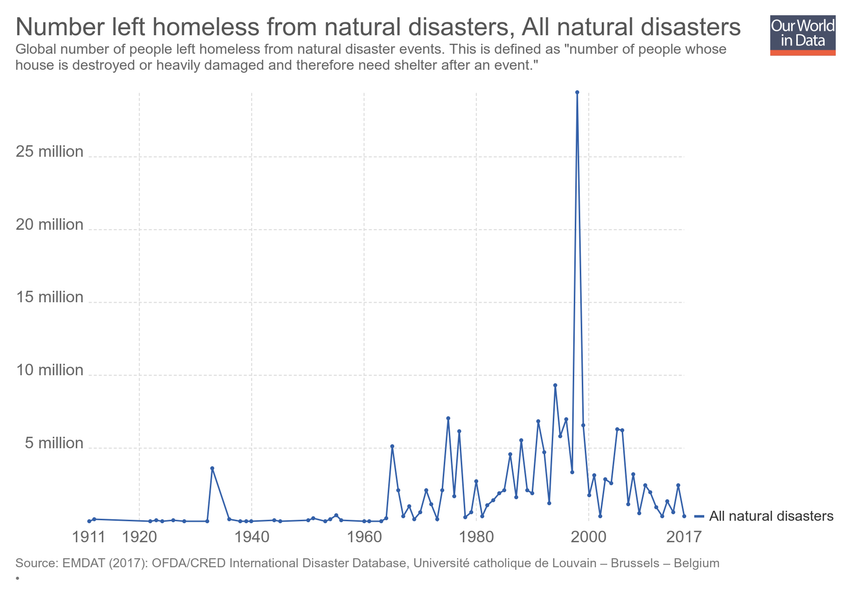 Number left homeless from natural disasters, All natural disasters
Our World
in Data
Global number of people left homeless from natural disaster events. This is defined as "number of people whose
house is destroyed or heavily damaged and therefore need shelter after an event."
25 million
20 million
15 million
10 million
5 million
All natural disasters
1911 1920 1940 1960 1980 2000 2017
Source: EMDAT (2017): OFDA/CRED International Disaster Database, Université catholique de Louvain – Brussels – Belgium
•